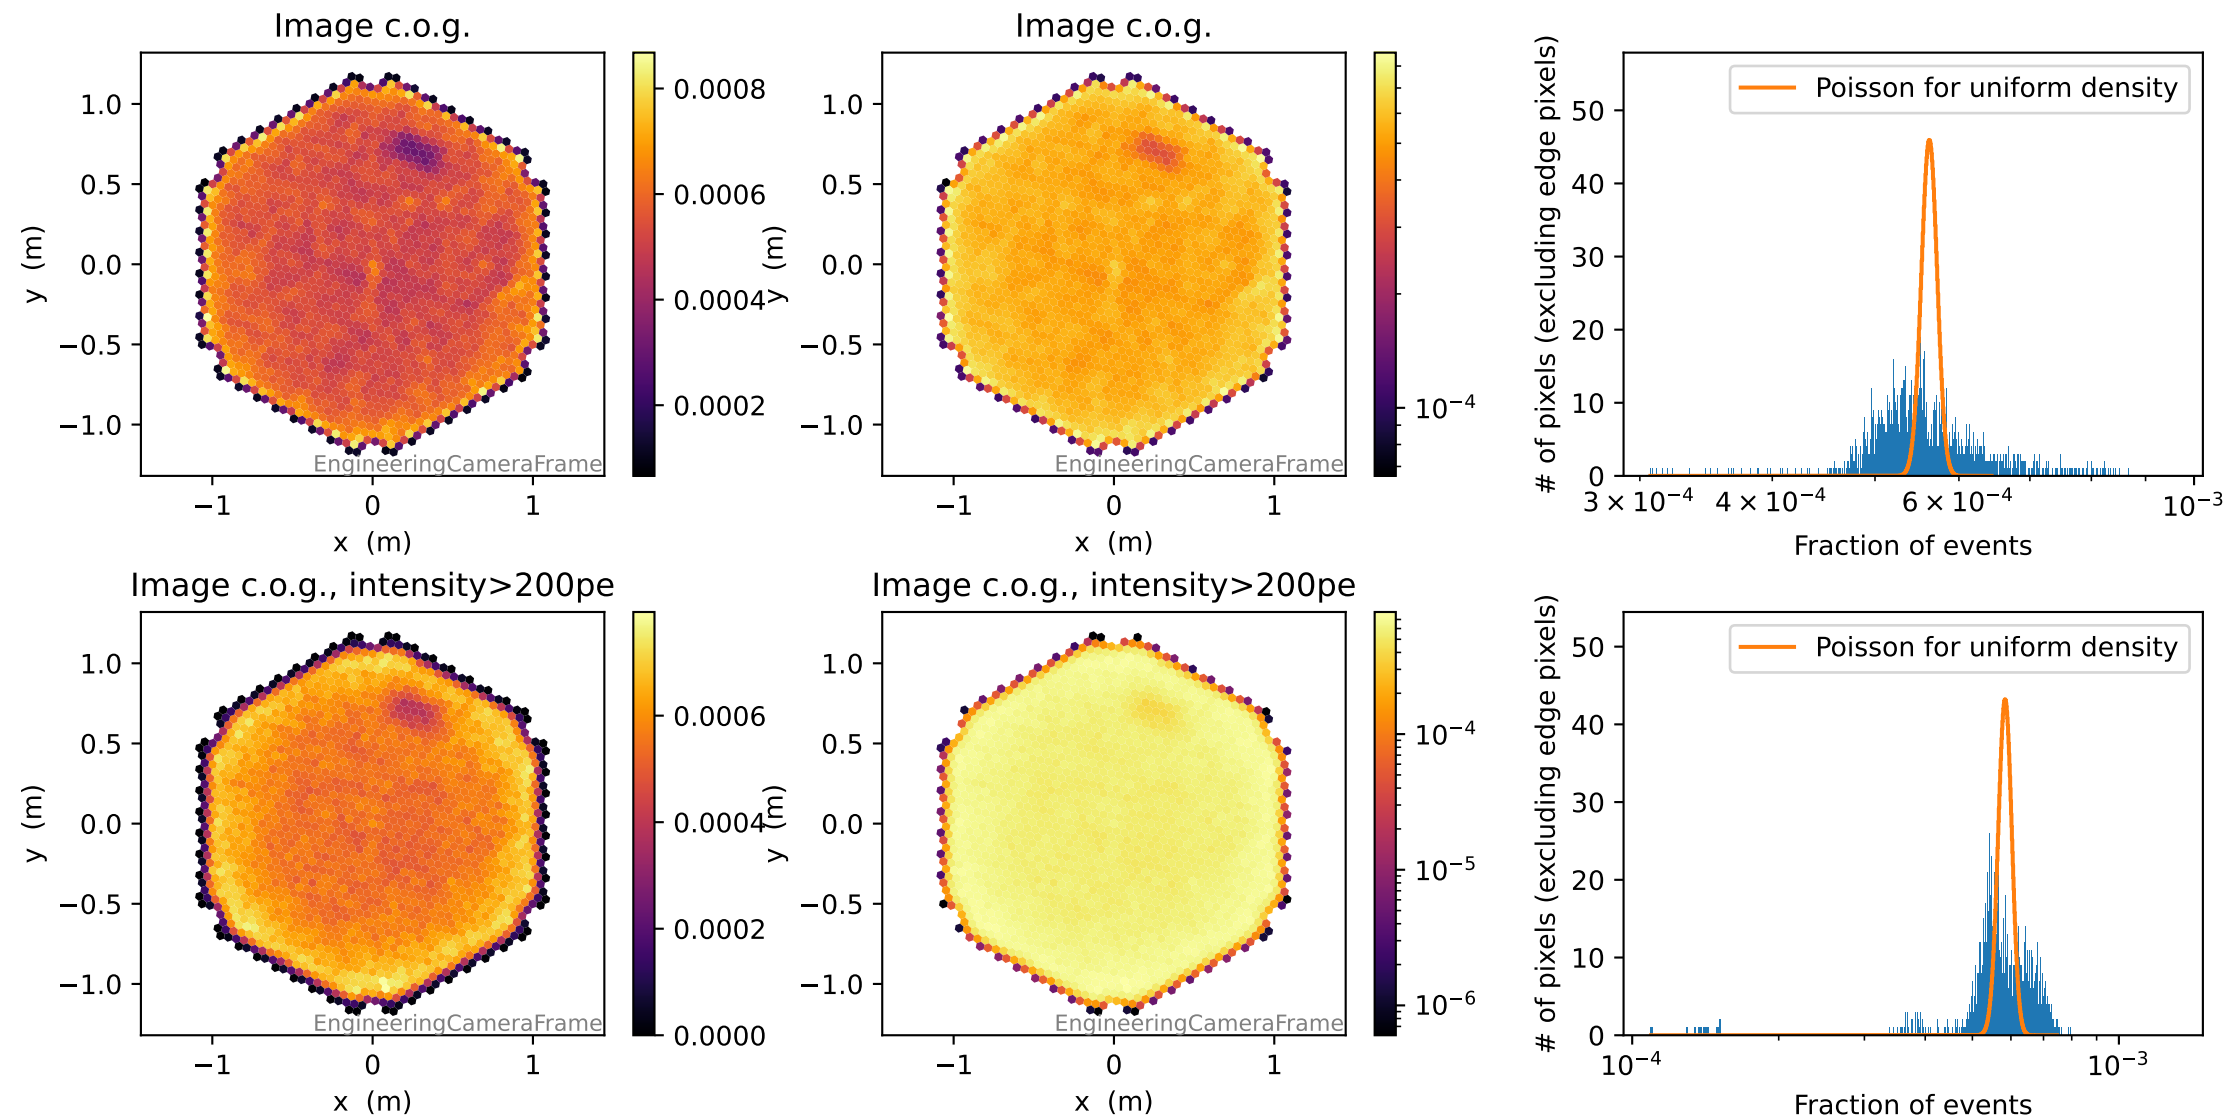 Image c.o.g.
1.0
0.5
0.0
−0.5
−1.0
y (m)
−1 0 1
x (m)
EngineeringCameraFrame
0.0008
0.0006
0.0004
0.0002
Image c.o.g.
1.0
0.5
0.0
−0.5
−1.0
y (m)
−1 0 1
x (m)
EngineeringCameraFrame
10⁻⁴
Poisson for uniform density
50
40
30
20
10
0
# of pixels (excluding edge pixels)
3 × 10⁻⁴ 4 × 10⁻⁴ 6 × 10⁻⁴ 10⁻³
Fraction of events
Image c.o.g., intensity>200pe
1.0
0.5
0.0
−0.5
−1.0
y (m)
−1 0 1
x (m)
EngineeringCameraFrame
0.0006
0.0004
0.0002
0.0000
Image c.o.g., intensity>200pe
1.0
0.5
0.0
−0.5
−1.0
y (m)
−1 0 1
x (m)
EngineeringCameraFrame
10⁻⁴
10⁻⁵
10⁻⁶
Poisson for uniform density
50
40
30
20
10
0
# of pixels (excluding edge pixels)
10⁻⁴ 10⁻³
Fraction of events